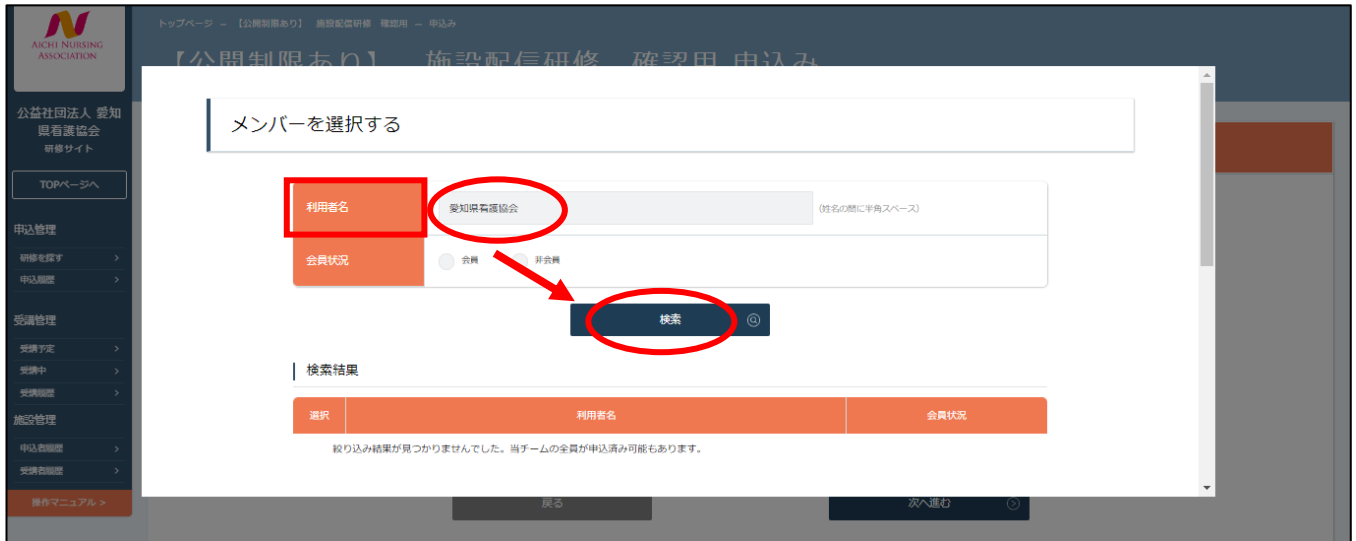 AICHI NURSING
ASSOCIATION
公益社団法人 愛知
県看護協会
研修サイト
TOPページへ
申込管理
研修を探す >
申込履歴 >
受講管理
受講予定 >
受講中 >
受講履歴 >
施設管理
申込者履歴 >
受講者履歴 >
操作マニュアル >
トップページ – 【公開制限あり】 施設配信研修 確認用 – 申込み
【公開制限あり】 施設配信研修 確認用 申込み
メンバーを選択する
利用者名 愛知県看護協会 (姓名の間に半角スペース)
会員状況 会員 非会員
検索
検索結果
選択 利用者名 会員状況
絞り込み結果が見つかりませんでした。当チームの全員が申込済み可能もあります。
戻る 次へ進む